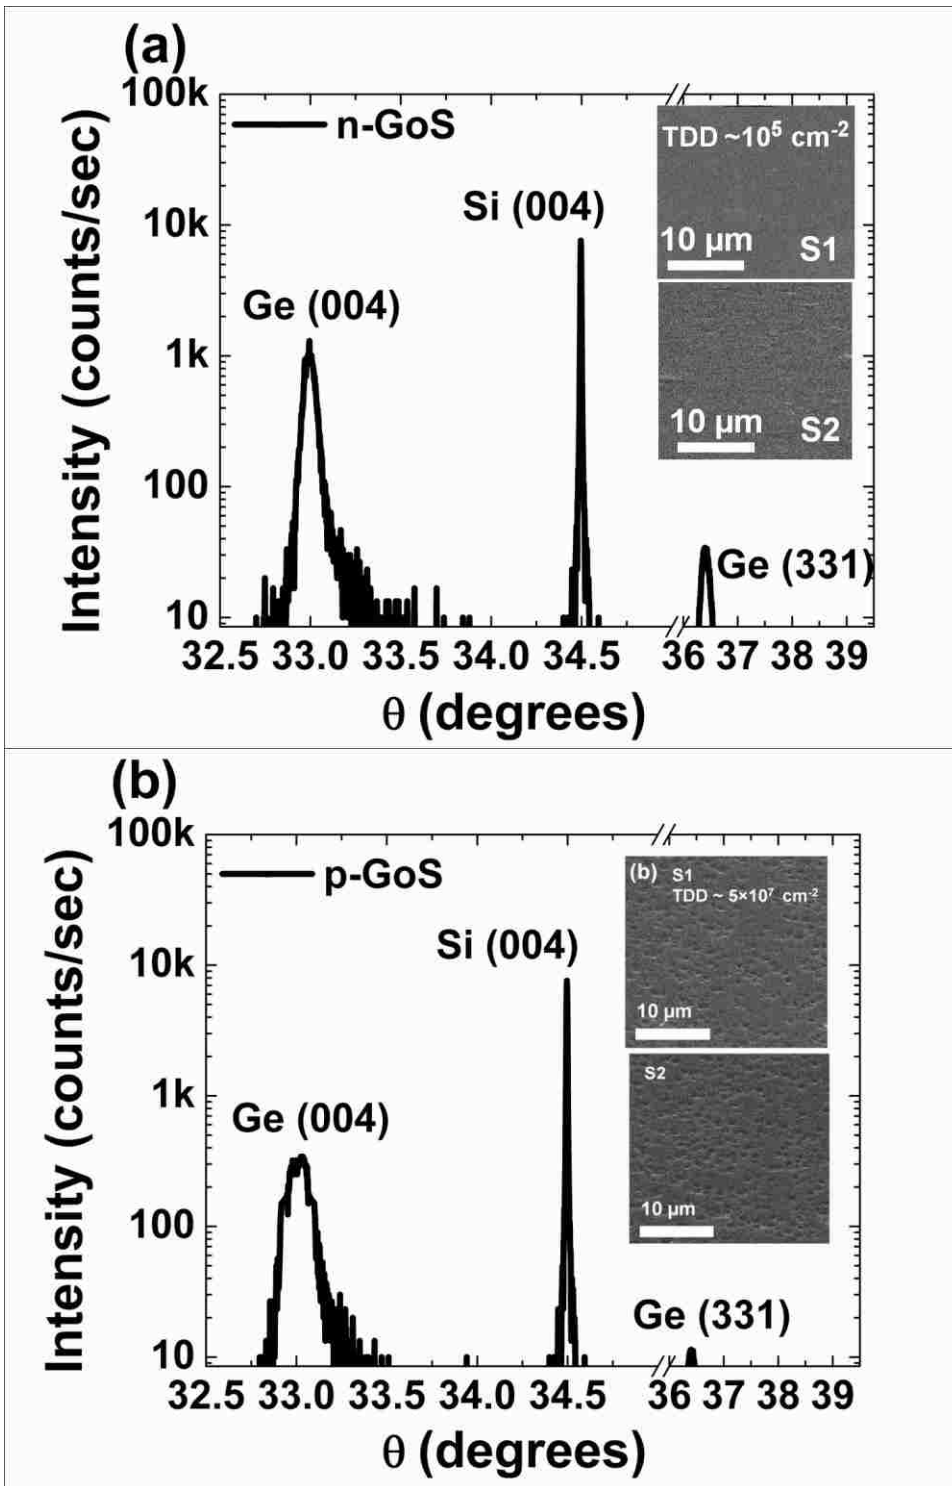 (a)
100k
10k
1k
100
10
Intensity (counts/sec)
n-GoS
Ge (004)
Si (004)
Ge (331)
TDD ~10⁵ cm⁻²
10 µm
S1
10 µm
S2
32.5 33.0 33.5 34.0 34.5 36 37 38 39
θ (degrees)
(b)
100k
10k
1k
100
10
Intensity (counts/sec)
p-GoS
Ge (004)
Si (004)
Ge (331)
(b) S1
TDD ~ 5×10⁷ cm⁻²
10 µm
S2
10 µm
32.5 33.0 33.5 34.0 34.5 36 37 38 39
θ (degrees)